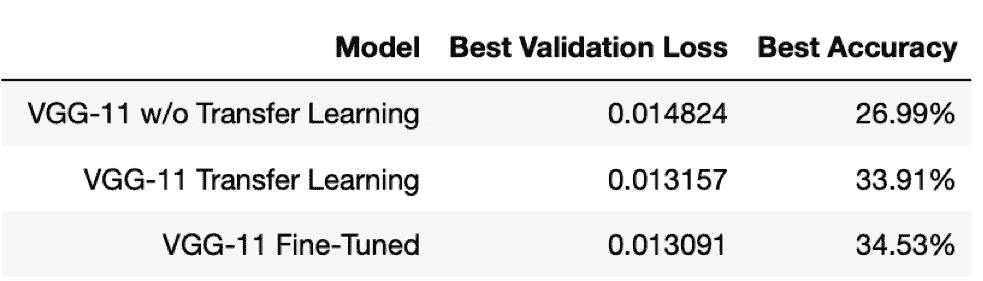 Model Best Validation Loss Best Accuracy
VGG-11 w/o Transfer Learning 0.014824 26.99%
VGG-11 Transfer Learning 0.013157 33.91%
VGG-11 Fine-Tuned 0.013091 34.53%